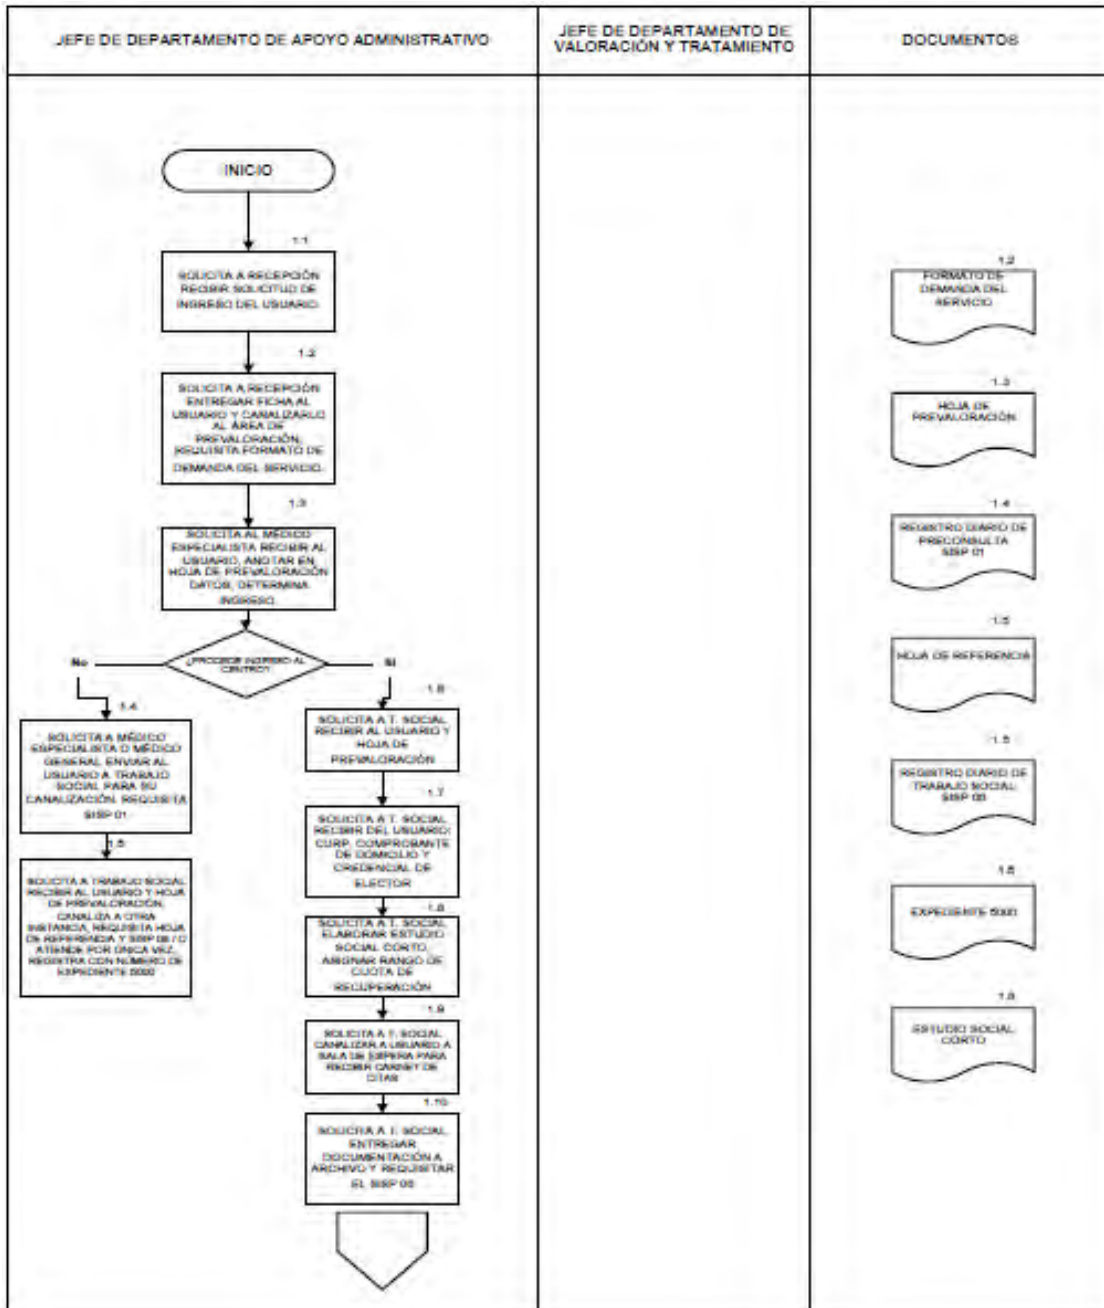 JEFE DE DEPARTAMENTO DE APOYO ADMINISTRATIVO
JEFE DE DEPARTAMENTO DE
VALORACIÓN Y TRATAMIENTO
DOCUMENTOS
INICIO
1.1
SOLICITA A RECEPCIÓN
RECIBIR SOLICITUD DE
INGRESO DEL USUARIO.
1.2
SOLICITA A RECEPCIÓN
ENTREGAR FICHA AL
USUARIO Y CANALIZARLO
AL ÁREA DE
PREVALORACIÓN,
REQUISITA FORMATO DE
DEMANDA DEL SERVICIO.
1.3
SOLICITA AL MÉDICO
ESPECIALISTA RECIBIR AL
USUARIO, ANOTAR EN
HOJA DE PREVALORACIÓN
DATOS, DETERMINA
INGRESO.
¿PROCEDE INGRESO AL
CENTRO?
No
SI
1.4
SOLICITA A MÉDICO
ESPECIALISTA O MÉDICO
GENERAL ENVIAR AL
USUARIO A TRABAJO
SOCIAL PARA SU
CANALIZACIÓN. REQUISITA
SISP 01
1.5
SOLICITA A TRABAJO SOCIAL
RECIBIR AL USUARIO Y HOJA
DE PREVALORACIÓN,
CANALIZA A OTRA
INSTANCIA, REQUISITA HOJA
DE REFERENCIA Y SISP 06 / O
ATIENDE POR ÚNICA VEZ,
REGISTRA CON NÚMERO DE
EXPEDIENTE 5000
1.6
SOLICITA A T. SOCIAL
RECIBIR AL USUARIO Y
HOJA DE
PREVALORACIÓN
1.7
SOLICITA A T. SOCIAL
RECIBIR DEL USUARIO:
CURP, COMPROBANTE
DE DOMICILIO Y
CREDENCIAL DE
ELECTOR
1.8
SOLICITA A T. SOCIAL
ELABORAR ESTUDIO
SOCIAL CORTO,
ASIGNAR RANGO DE
CUOTA DE
RECUPERACIÓN
1.9
SOLICITA A T. SOCIAL
CANALIZAR A USUARIO A
SALA DE ESPERA PARA
RECIBIR CARNET DE
CITAS
1.10
SOLICITA A T. SOCIAL
ENTREGAR
DOCUMENTACIÓN A
ARCHIVO Y REQUISITAR
EL SISP
1.2
FORMATO DE
DEMANDA DEL
SERVICIO
1.3
HOJA DE
PREVALORACIÓN
1.4
REGISTRO DIARIO DE
PRECONSULTA
SISP 01
1.5
HOJA DE REFERENCIA
1.5
REGISTRO DIARIO DE
TRABAJO SOCIAL
SISP
EXPEDIENTE 5000
1.8
ESTUDIO SOCIAL
CORTO